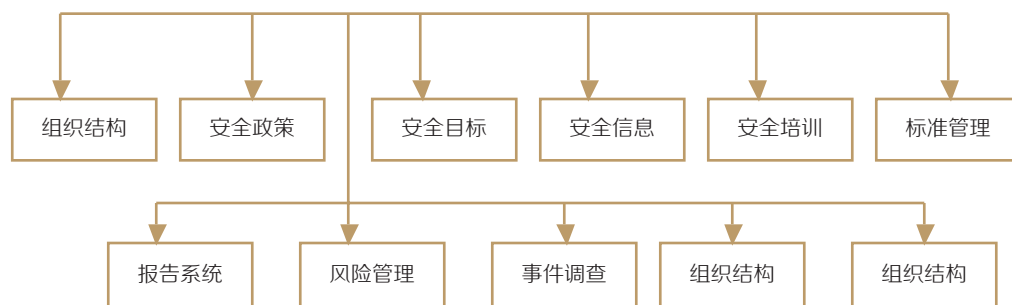 组织结构
安全政策
安全目标
安全信息
安全培训
标准管理
报告系统
风险管理
事件调查
组织结构
组织结构